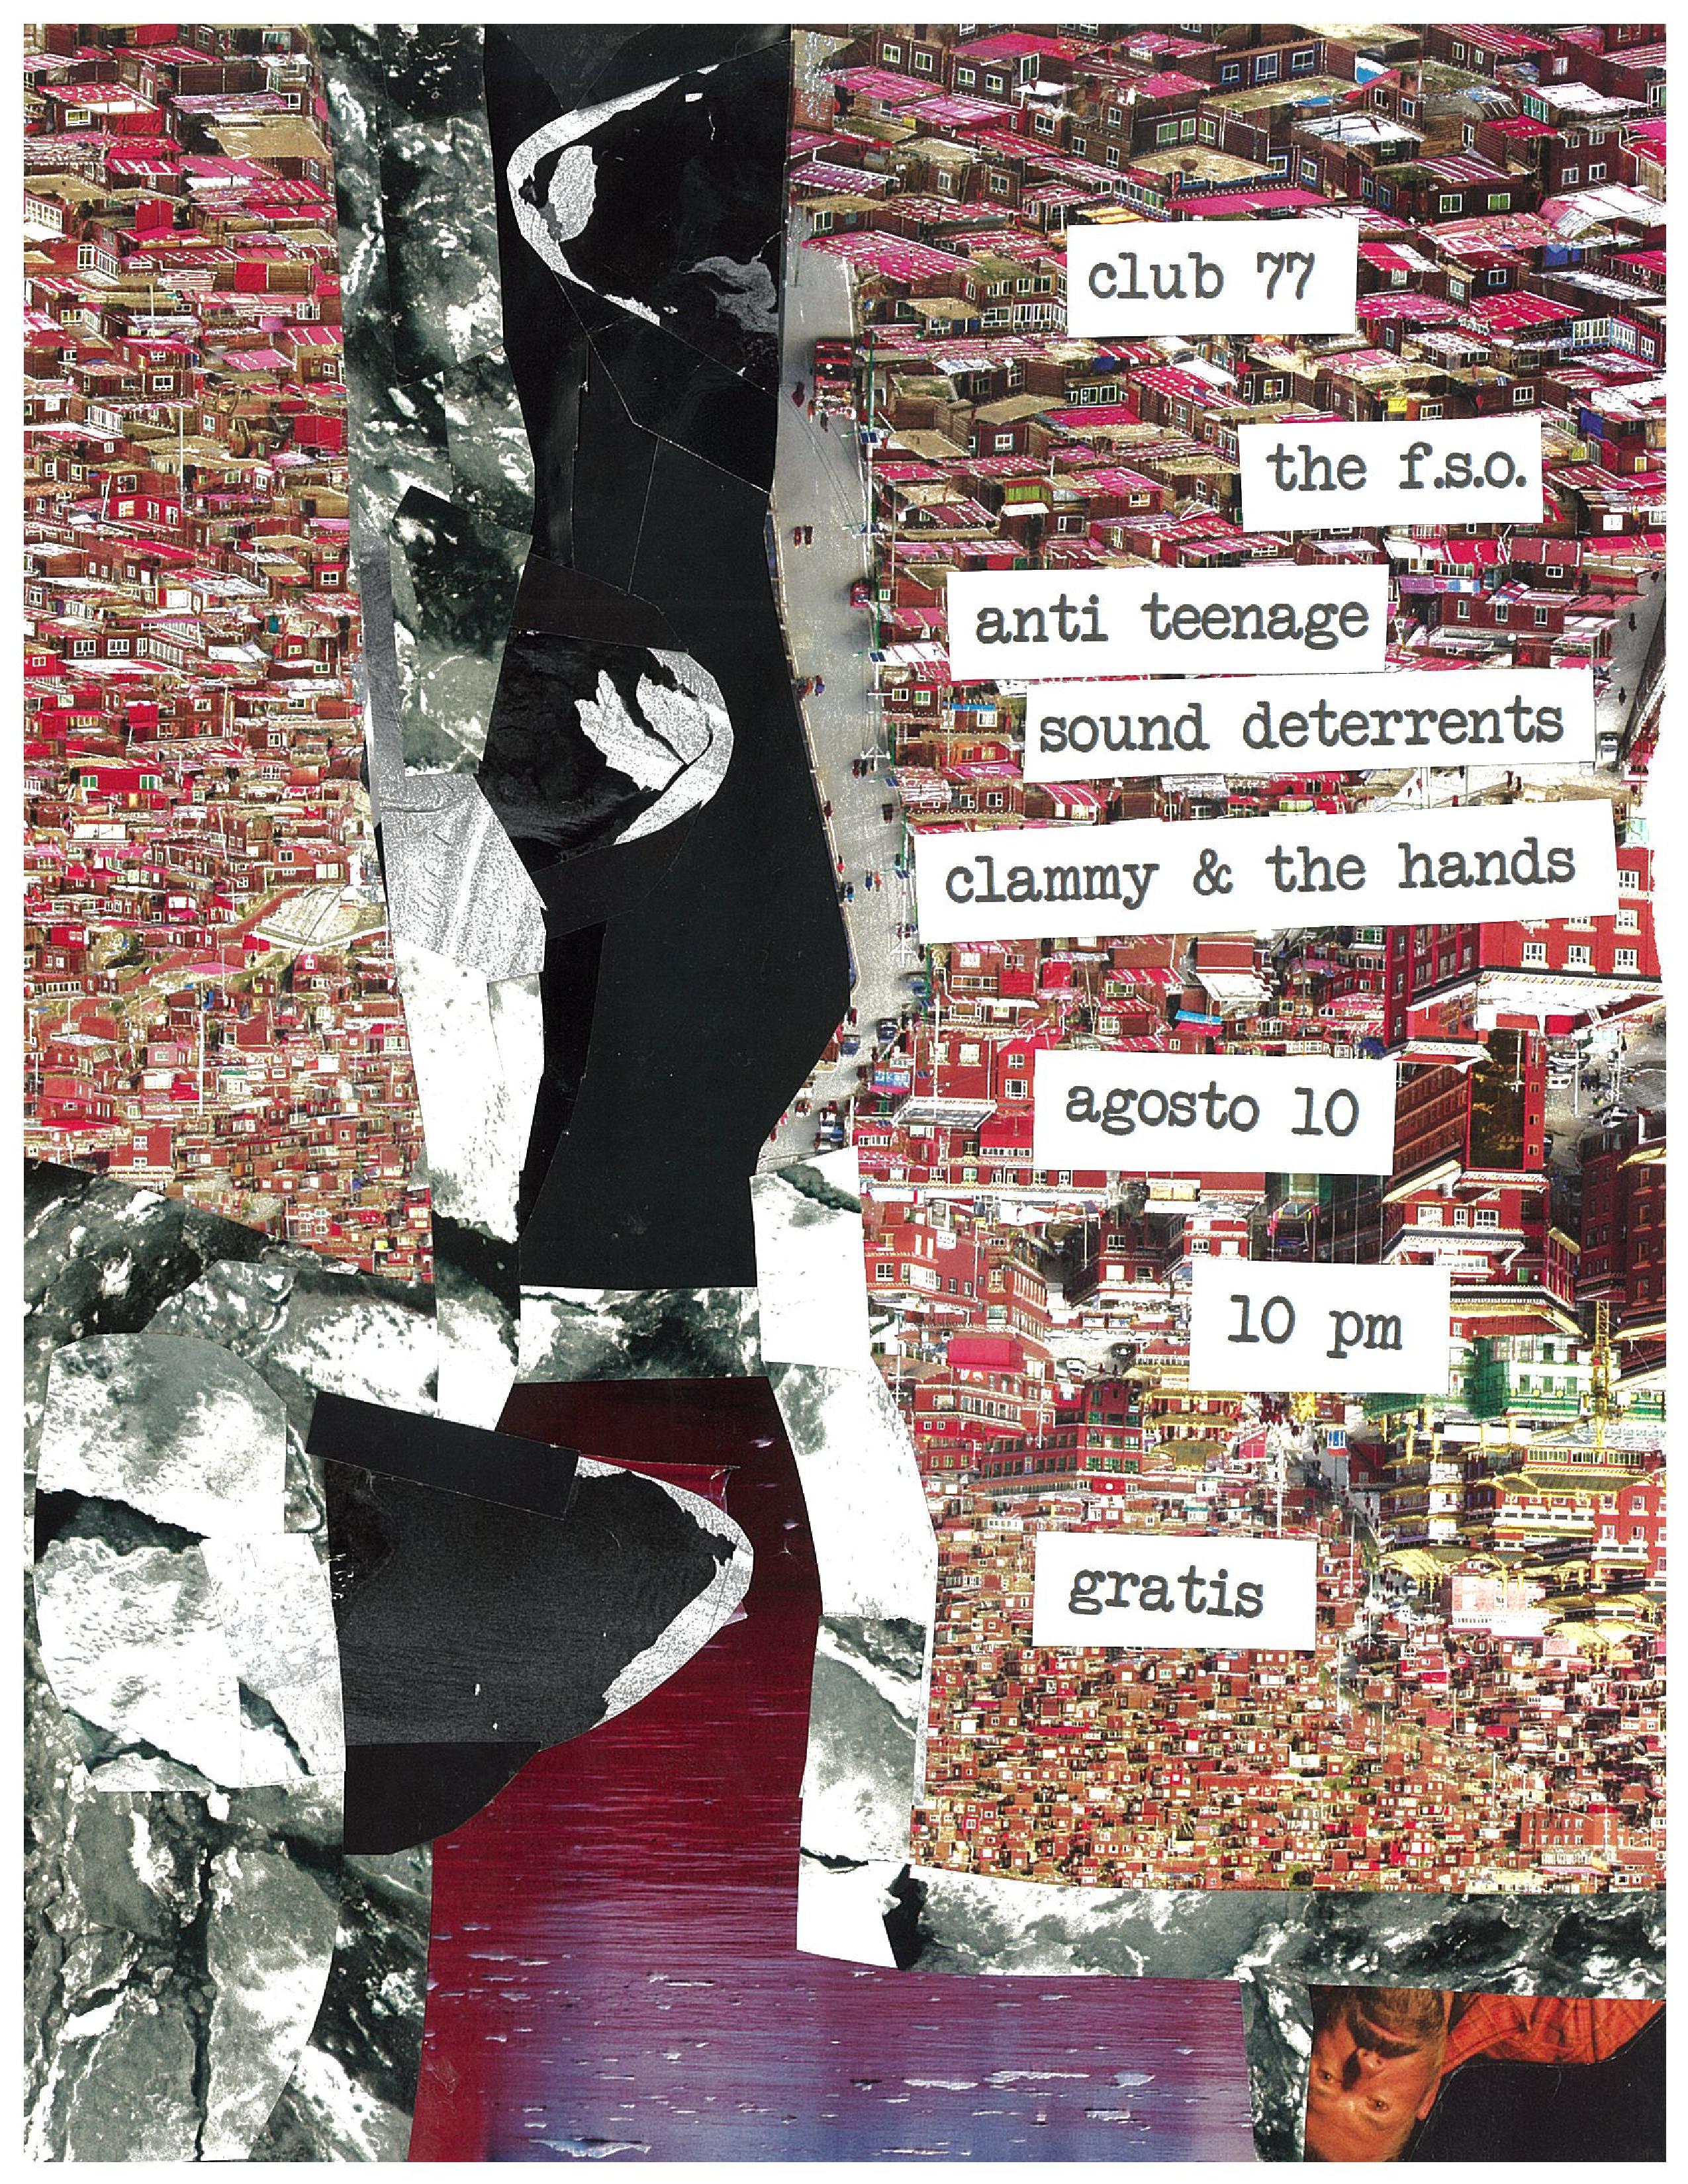 club 77
the f.s.o.
anti teenage
sound deterrents
clammy & the hands
agosto 10
10 pm
gratis